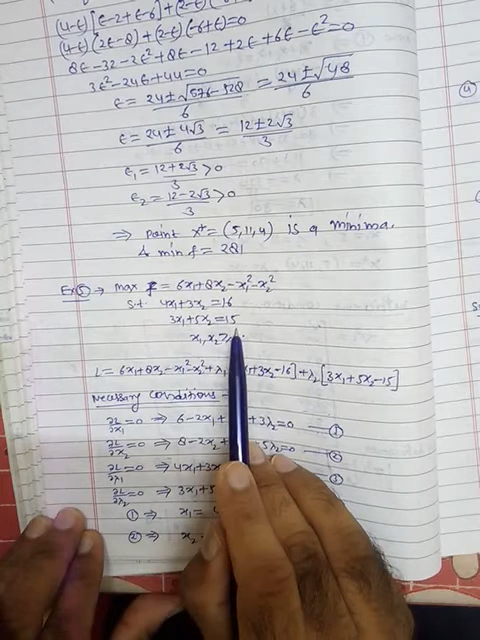 (4-t)[t-2+t-6]+(2-t)
(4-t)(2t-8)+(2-t)(-6+t)=0
8t-32-2t²+8t-12+2t+6t-t²=0
3t²-24t+44=0
t = 24±√576-528 / 6 = 24±√48 / 6
t = 24±4√3 / 6 = 12±2√3 / 3
t₁ = 12+2√3 / 3 >0
t₂ = 12-2√3 / 3 >0
⇒ point x* = (5,11,4) is a minima.
& min f = 281
Ex⑤→ max f = 6x₁+8x₂-x₁²-x₂²
s.t. 4x₁+3x₂=16
3x₁+5x₂=15
x₁,x₂≥
L = 6x₁+8x₂-x₁²-x₂²+λ₁ +3x₂-16]+λ₂[3x₁+5x₂-15]
Necessary conditions -
∂L/∂x₁=0 ⇒ 6-2x₁+ +3λ₂=0 — ①
∂L/∂x₂=0 ⇒ 8-2x₂+ 5λ₂=0 — ②
∂L/∂λ₁=0 ⇒ 4x₁+3x — ③
∂L/∂λ₂=0 ⇒ 3x₁+5
① ⇒ x₁=
② ⇒ x₂
④